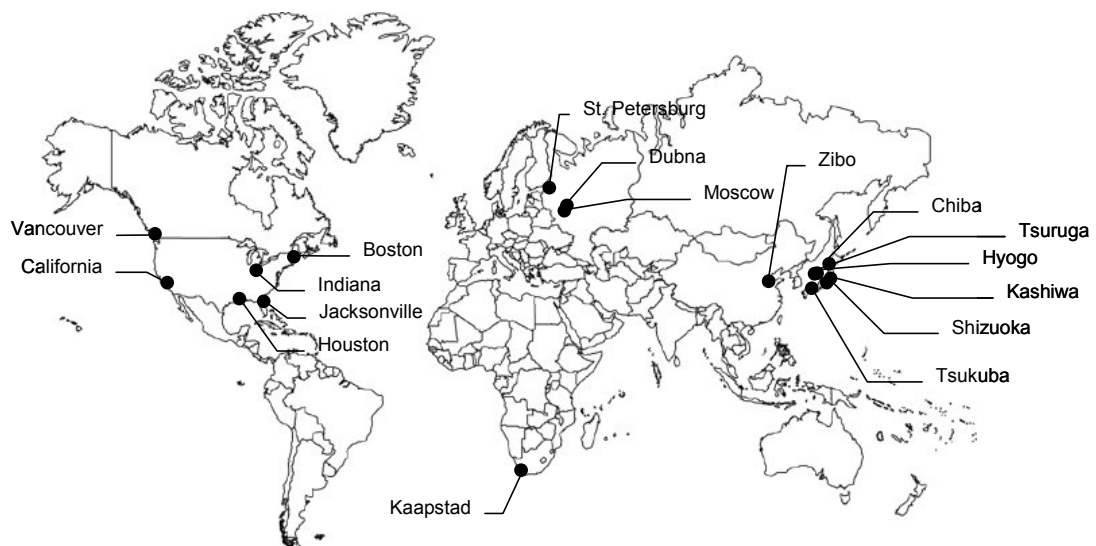 St. Petersburg
Dubna
Zibo
Moscow
Chiba
Vancouver
Tsuruga
Boston
Hyogo
California
Indiana
Kashiwa
Jacksonville
Shizuoka
Houston
Tsukuba
Kaapstad